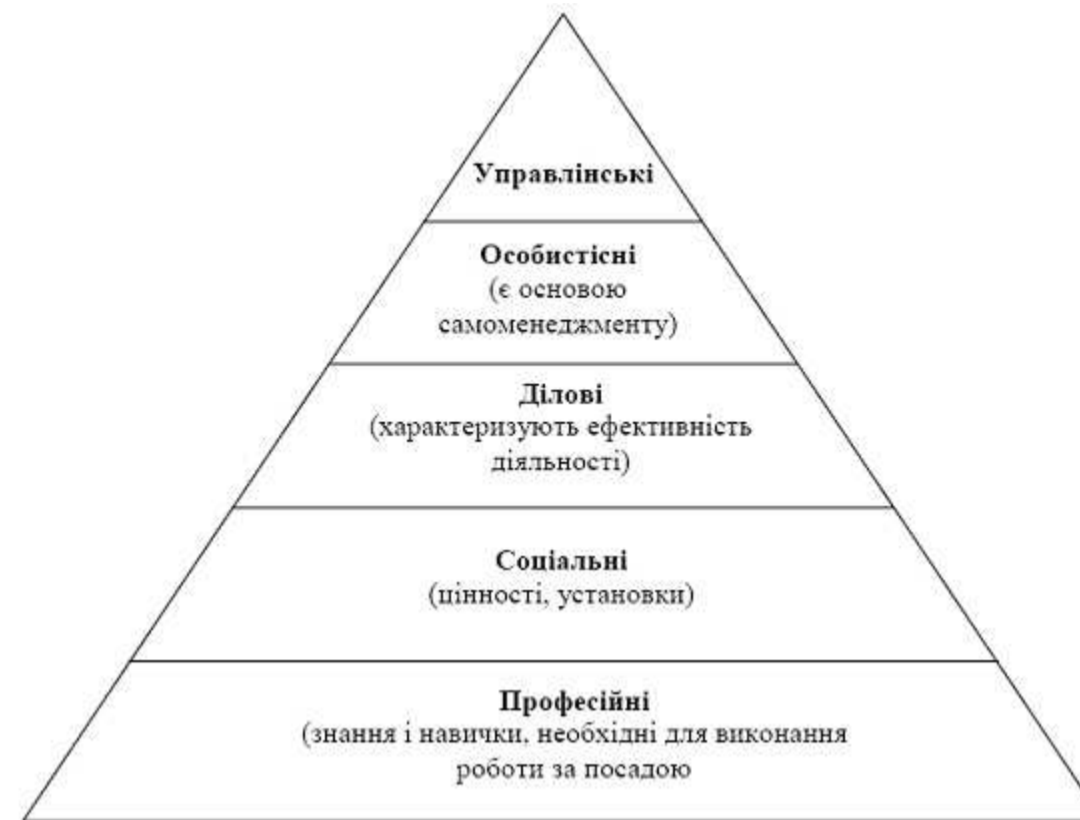 Управлінські
Особистісні
(є основою
самоменеджменту)
Ділові
(характеризують ефективність
діяльності)
Соціальні
(цінності, установки)
Професійні
(знання і навички, необхідні для виконання
роботи за посадою